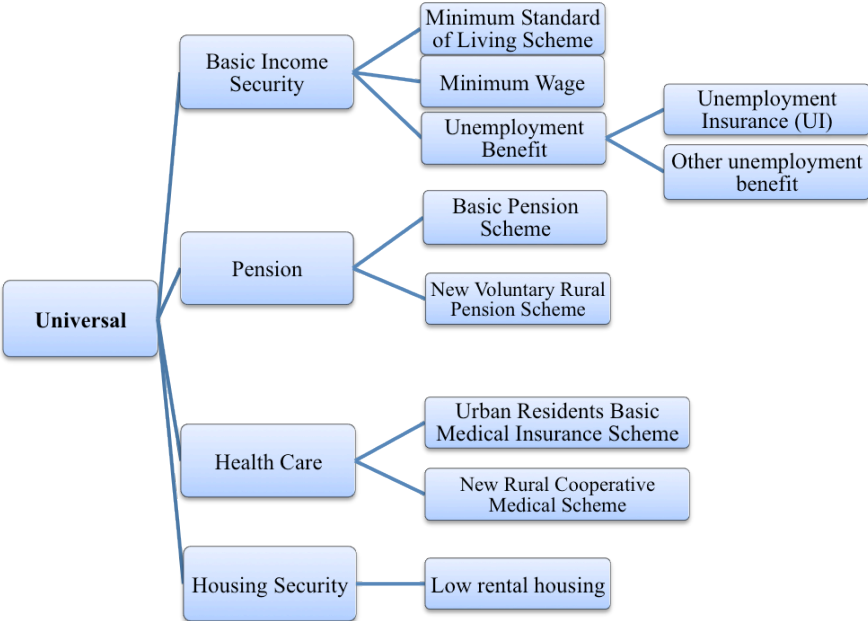 Universal
Basic Income
Security
Minimum Standard
of Living Scheme
Minimum Wage
Unemployment
Benefit
Unemployment
Insurance (UI)
Other unemployment
benefit
Pension
Basic Pension
Scheme
New Voluntary Rural
Pension Scheme
Health Care
Urban Residents Basic
Medical Insurance Scheme
New Rural Cooperative
Medical Scheme
Housing Security
Low rental housing